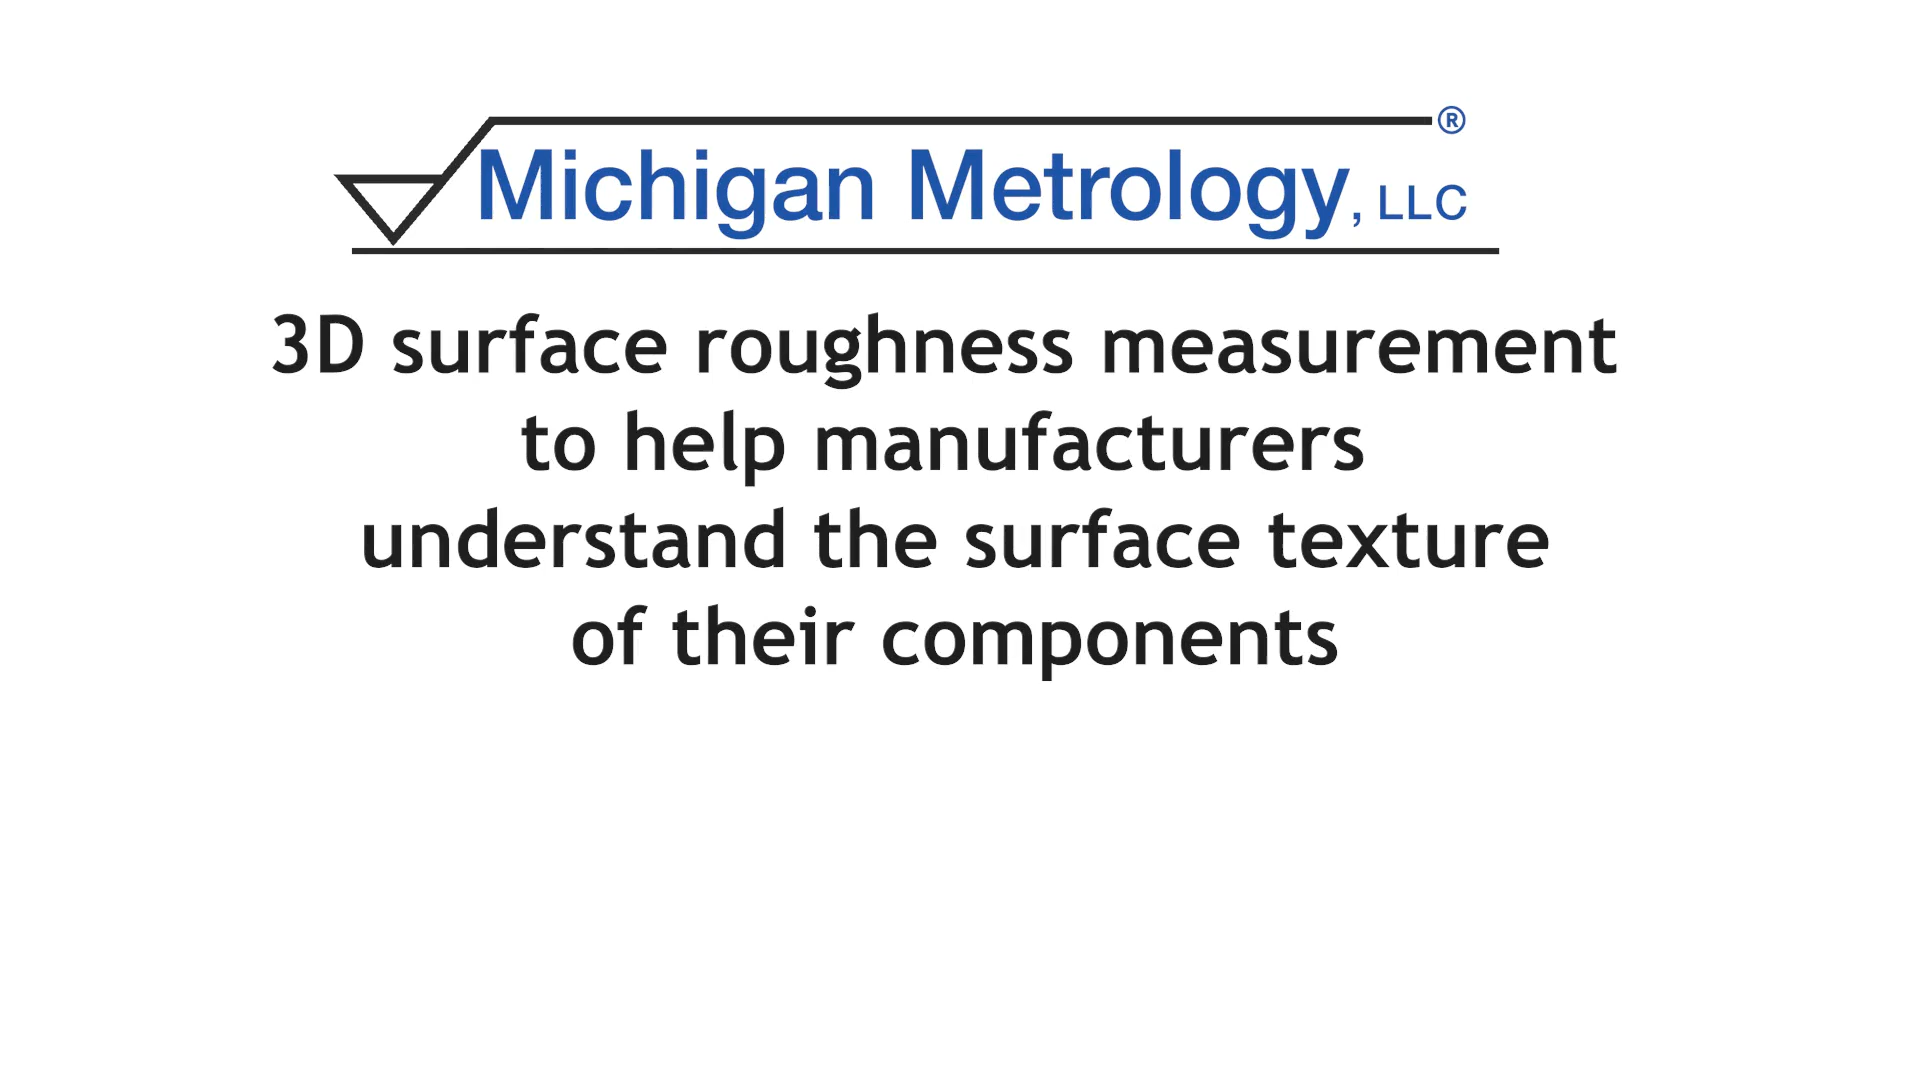 Michigan Metrology, LLC ®
3D surface roughness measurement
to help manufacturers
understand the surface texture
of their components